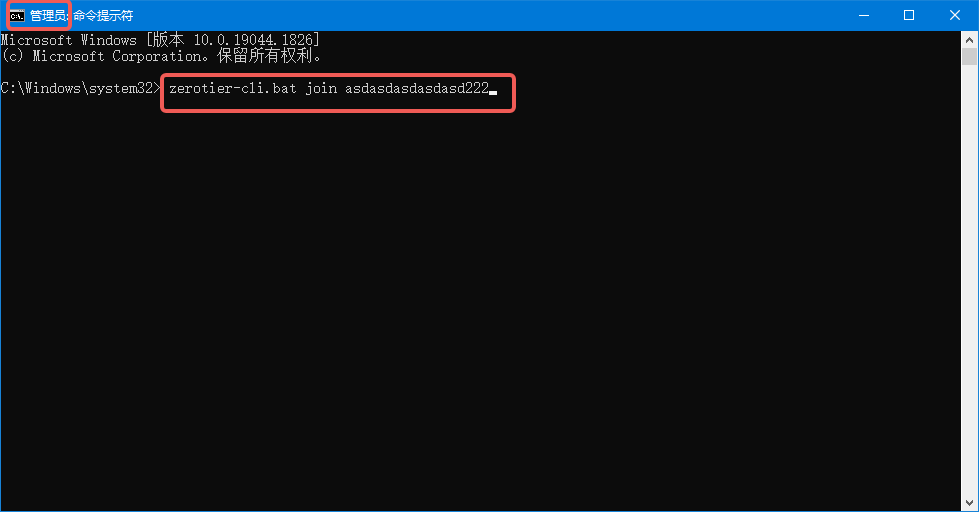 管理员: 命令提示符
Microsoft Windows [版本 10.0.19044.1826]
(c) Microsoft Corporation。保留所有权利。
C:\Windows\system32> zerotier-cli.bat join asdasdasdasdasd222